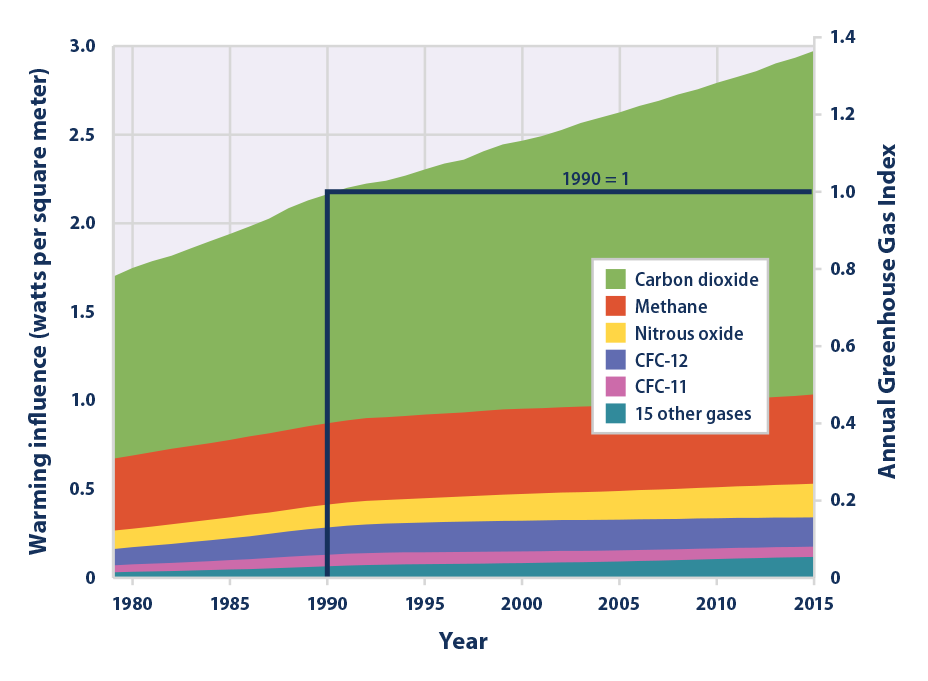 Warming influence (watts per square meter)
3.0
2.5
2.0
1.5
1.0
0.5
0
1990 = 1
Carbon dioxide
Methane
Nitrous oxide
CFC-12
CFC-11
15 other gases
1.4
1.2
1.0
0.8
0.6
0.4
0.2
0
Annual Greenhouse Gas Index
1980 1985 1990 1995 2000 2005 2010 2015
Year